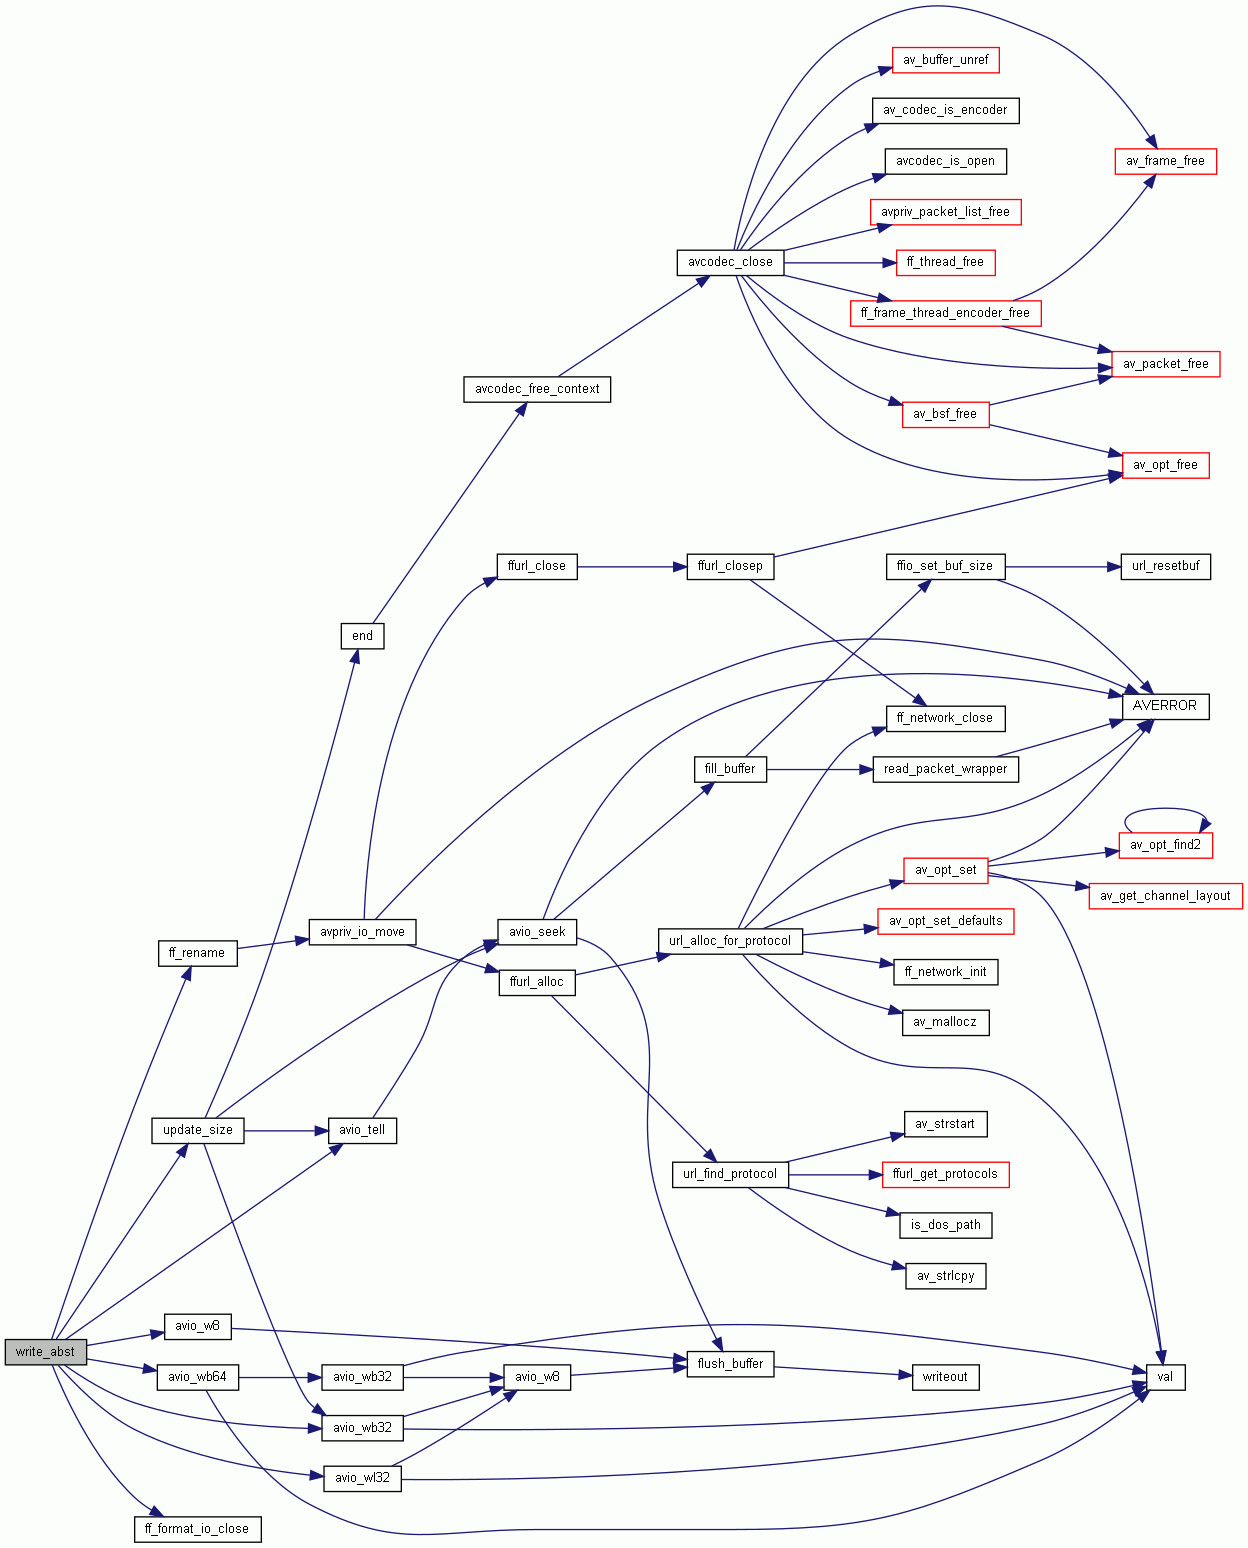 av_buffer_unref
av_codec_is_encoder
avcodec_is_open
av_frame_free
avpriv_packet_list_free
avcodec_close
ff_thread_free
ff_frame_thread_encoder_free
av_packet_free
avcodec_free_context
av_bsf_free
av_opt_free
ffurl_close
ffurl_closep
ffio_set_buf_size
url_resetbuf
end
AVERROR
ff_network_close
fill_buffer
read_packet_wrapper
av_opt_find2
av_opt_set
av_get_channel_layout
av_opt_set_defaults
avpriv_io_move
avio_seek
url_alloc_for_protocol
ff_rename
ff_network_init
ffurl_alloc
av_mallocz
av_strstart
update_size
avio_tell
url_find_protocol
ffurl_get_protocols
is_dos_path
av_strlcpy
avio_w8
write_abst
flush_buffer
avio_wb64
avio_wb32
avio_w8
writeout
val
avio_wb32
avio_wl32
ff_format_io_close